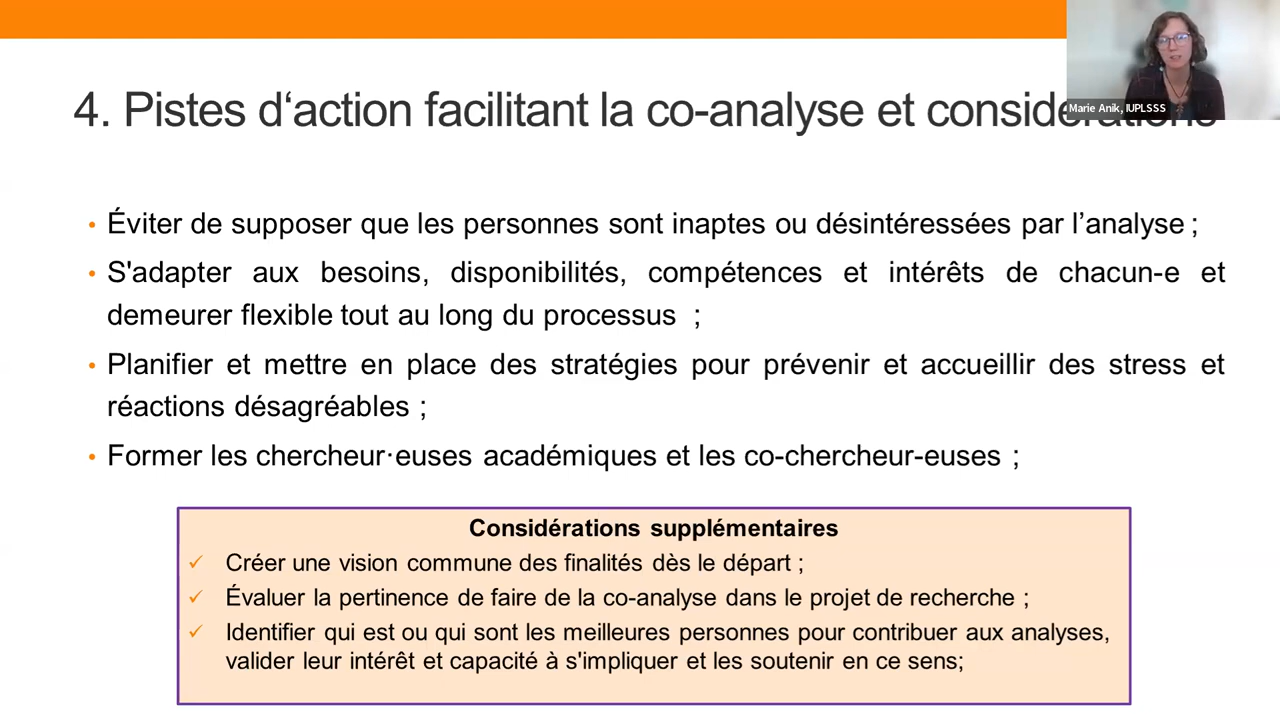 4. Pistes d‘action facilitant la co-analyse et considérations
Marie Anik, IUPLSSS
• Éviter de supposer que les personnes sont inaptes ou désintéressées par l’analyse ;
• S'adapter aux besoins, disponibilités, compétences et intérêts de chacun-e et
demeurer flexible tout au long du processus ;
• Planifier et mettre en place des stratégies pour prévenir et accueillir des stress et
réactions désagréables ;
• Former les chercheur·euses académiques et les co-chercheur-euses ;
Considérations supplémentaires
✓ Créer une vision commune des finalités dès le départ ;
✓ Évaluer la pertinence de faire de la co-analyse dans le projet de recherche ;
✓ Identifier qui est ou qui sont les meilleures personnes pour contribuer aux analyses,
valider leur intérêt et capacité à s'impliquer et les soutenir en ce sens;